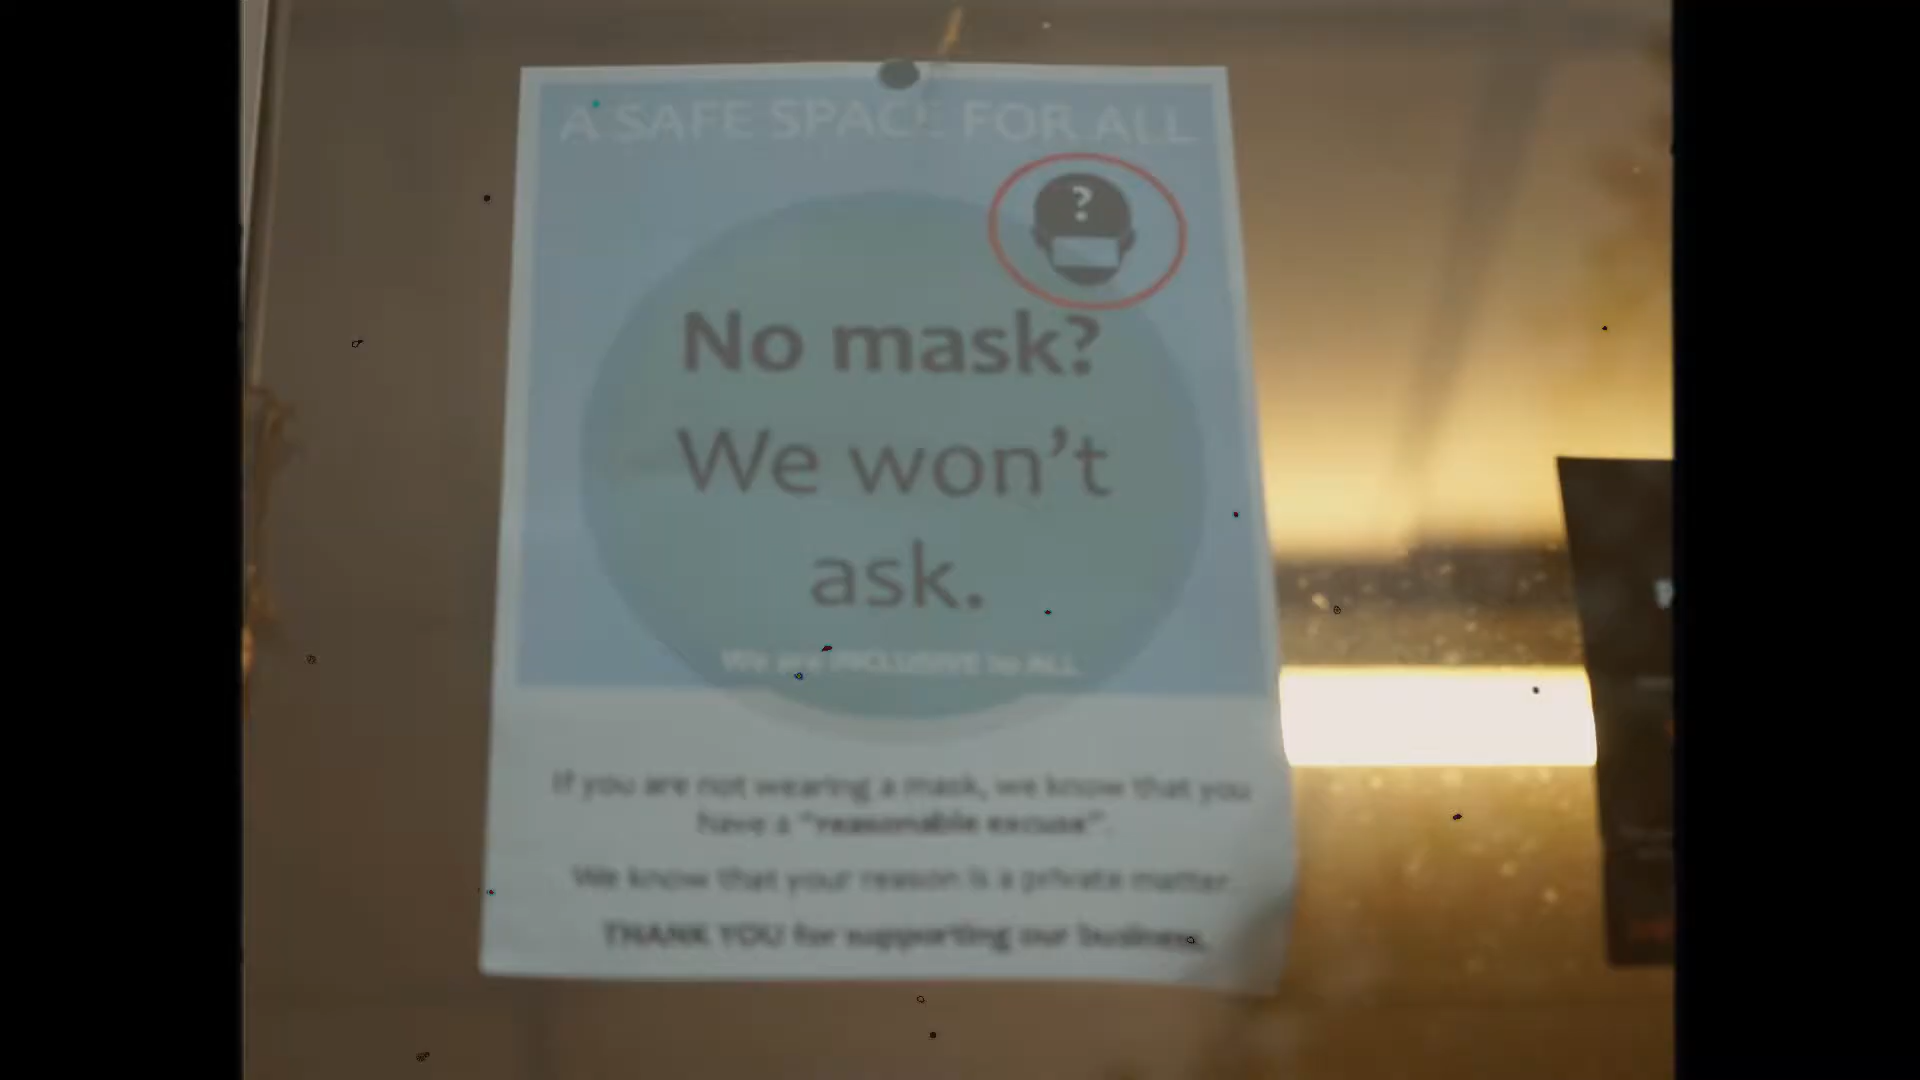 A SAFE SPACE FOR ALL
?
No mask?
We won't
ask.
We are INCLUSIVE to ALL
If you are not wearing a mask, we know that you
have a "reasonable excuse".
We know that your reason is a private matter
THANK YOU for supporting our business.